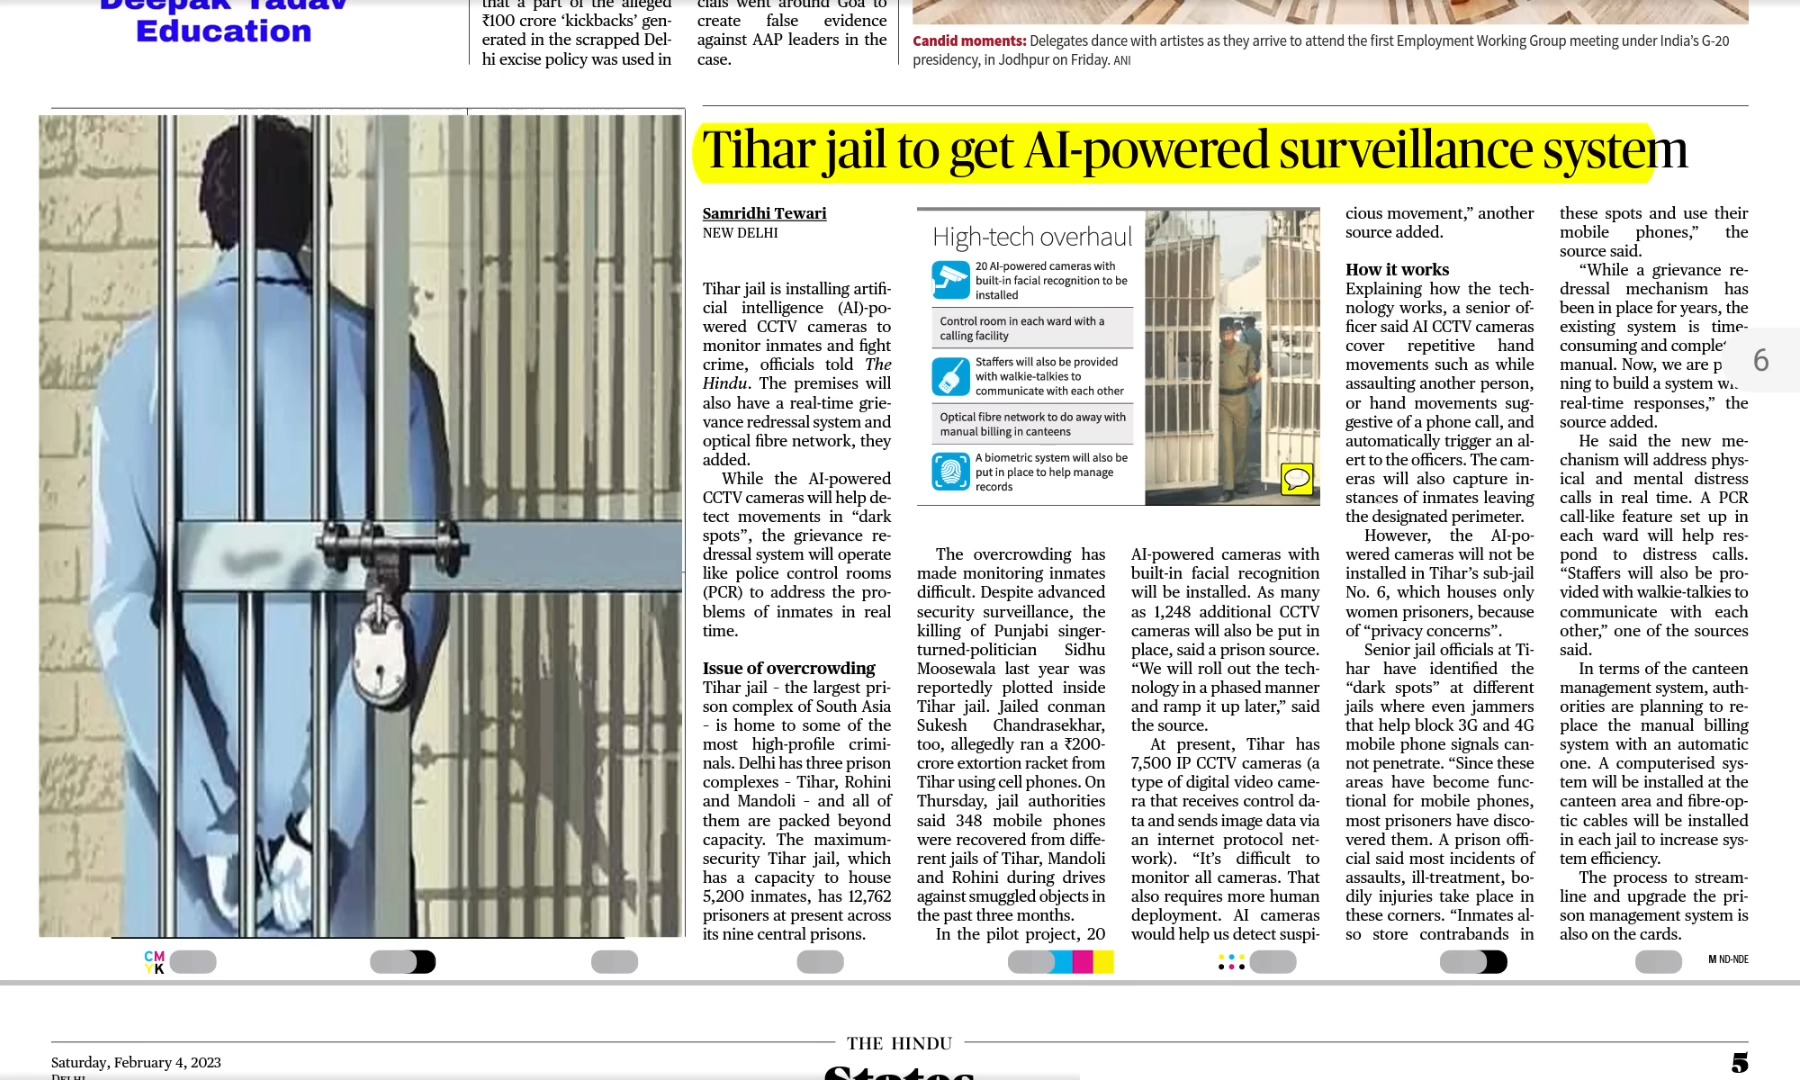 Deepak Yadav
Education
that a part of the alleged
₹100 crore ‘kickbacks’ gen-
erated in the scrapped Del-
hi excise policy was used in
cials went around Goa to
create false evidence
against AAP leaders in the
case.
Candid moments: Delegates dance with artistes as they arrive to attend the first Employment Working Group meeting under India’s G-20
presidency, in Jodhpur on Friday. ANI
Tihar jail to get AI-powered surveillance system
Samridhi Tewari
NEW DELHI
Tihar jail is installing artifi-
cial intelligence (AI)-po-
wered CCTV cameras to
monitor inmates and fight
crime, officials told The
Hindu. The premises will
also have a real-time grie-
vance redressal system and
optical fibre network, they
added.
While the AI-powered
CCTV cameras will help de-
tect movements in “dark
spots”, the grievance re-
dressal system will operate
like police control rooms
(PCR) to address the pro-
blems of inmates in real
time.
Issue of overcrowding
Tihar jail - the largest pri-
son complex of South Asia
- is home to some of the
most high-profile crimi-
nals. Delhi has three prison
complexes - Tihar, Rohini
and Mandoli - and all of
them are packed beyond
capacity. The maximum-
security Tihar jail, which
has a capacity to house
5,200 inmates, has 12,762
prisoners at present across
its nine central prisons.
High-tech overhaul
20 AI-powered cameras with
built-in facial recognition to be
installed
Control room in each ward with a
calling facility
Staffers will also be provided
with walkie-talkies to
communicate with each other
Optical fibre network to do away with
manual billing in canteens
A biometric system will also be
put in place to help manage
records
The overcrowding has
made monitoring inmates
difficult. Despite advanced
security surveillance, the
killing of Punjabi singer-
turned-politician Sidhu
Moosewala last year was
reportedly plotted inside
Tihar jail. Jailed conman
Sukesh Chandrasekhar,
too, allegedly ran a ₹200-
crore extortion racket from
Tihar using cell phones. On
Thursday, jail authorities
said 348 mobile phones
were recovered from diffe-
rent jails of Tihar, Mandoli
and Rohini during drives
against smuggled objects in
the past three months.
In the pilot project, 20
AI-powered cameras with
built-in facial recognition
will be installed. As many
as 1,248 additional CCTV
cameras will also be put in
place, said a prison source.
“We will roll out the tech-
nology in a phased manner
and ramp it up later,” said
the source.
At present, Tihar has
7,500 IP CCTV cameras (a
type of digital video came-
ra that receives control da-
ta and sends image data via
an internet protocol net-
work). “It’s difficult to
monitor all cameras. That
also requires more human
deployment. AI cameras
would help us detect suspi-
cious movement,” another
source added.
How it works
Explaining how the tech-
nology works, a senior of-
ficer said AI CCTV cameras
cover repetitive hand
movements such as while
assaulting another person,
or hand movements sug-
gestive of a phone call, and
automatically trigger an al-
ert to the officers. The cam-
eras will also capture in-
stances of inmates leaving
the designated perimeter.
However, the AI-po-
wered cameras will not be
installed in Tihar’s sub-jail
No. 6, which houses only
women prisoners, because
of “privacy concerns”.
Senior jail officials at Ti-
har have identified the
“dark spots” at different
jails where even jammers
that help block 3G and 4G
mobile phone signals can-
not penetrate. “Since these
areas have become func-
tional for mobile phones,
most prisoners have disco-
vered them. A prison offi-
cial said most incidents of
assaults, ill-treatment, bo-
dily injuries take place in
these corners. “Inmates al-
so store contrabands in
these spots and use their
mobile phones,” the
source said.
“While a grievance re-
dressal mechanism has
been in place for years, the
existing system is time-
consuming and
manual. Now, we are
ning to build a system
real-time responses,” the
source added.
He said the new me-
chanism will address phys-
ical and mental distress
calls in real time. A PCR
call-like feature set up in
each ward will help res-
pond to distress calls.
“Staffers will also be pro-
vided with walkie-talkies to
communicate with each
other,” one of the sources
said.
In terms of the canteen
management system, auth-
orities are planning to re-
place the manual billing
system with an automatic
one. A computerised sys-
tem will be installed at the
canteen area and fibre-op-
tic cables will be installed
in each jail to increase sys-
tem efficiency.
The process to stream-
line and upgrade the pri-
son management system is
also on the cards.
6
CM
YK
M ND-NDE
THE HINDU
Saturday, February 4, 2023
DELHI
States
5